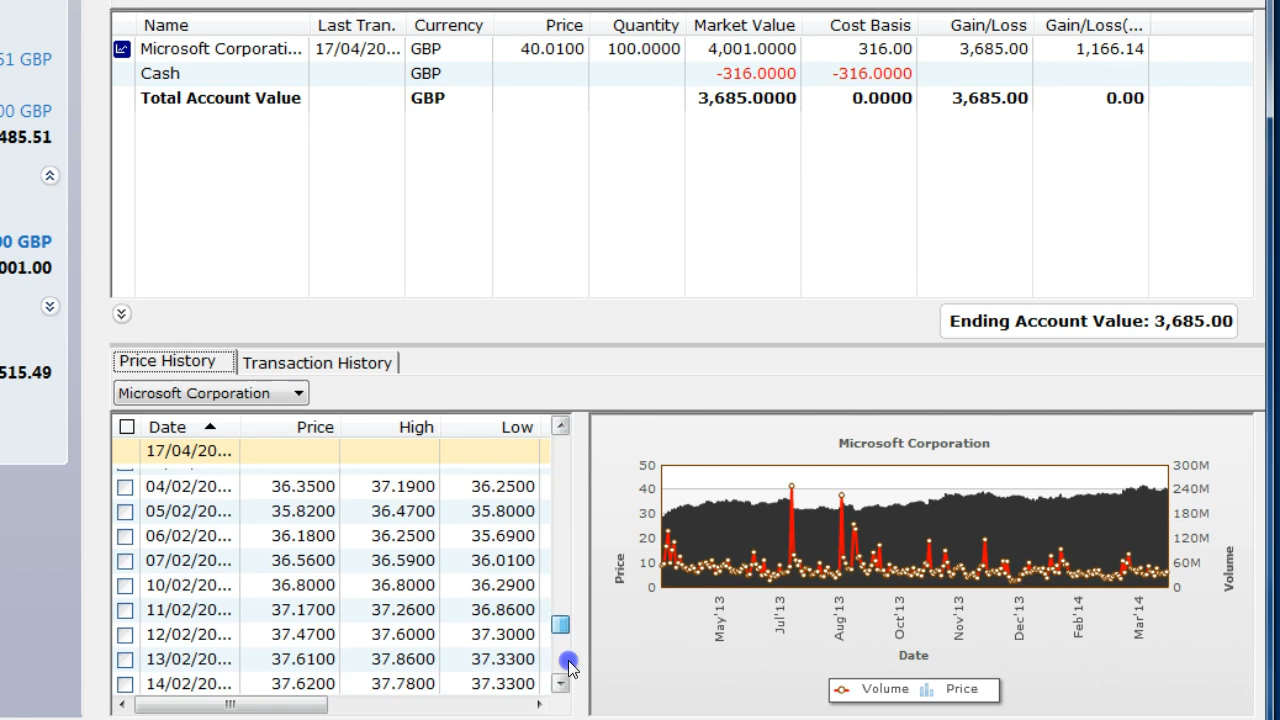 Name Last Tran. Currency Price Quantity Market Value Cost Basis Gain/Loss Gain/Loss(...
51 GBP
Microsoft Corporati... 17/04/20... GBP 40.0100 100.0000 4,001.0000 316.00 3,685.00 1,166.14
Cash GBP -316.0000 -316.0000
Total Account Value GBP 3,685.0000 0.0000 3,685.00 0.00
00 GBP
485.51
00 GBP
001.00
Ending Account Value: 3,685.00
515.49
Price History Transaction History
Microsoft Corporation
Date Price High Low
17/04/20...
04/02/20... 36.3500 37.1900 36.2500
05/02/20... 35.8200 36.4700 35.8000
06/02/20... 36.1800 36.2500 35.6900
07/02/20... 36.5600 36.5900 36.0100
10/02/20... 36.8000 36.8000 36.2900
11/02/20... 37.1700 37.2600 36.8600
12/02/20... 37.4700 37.6000 37.3000
13/02/20... 37.6100 37.8600 37.3300
14/02/20... 37.6200 37.7800 37.3300
Microsoft Corporation
50 300M
40 240M
30 180M
20 120M
10 60M
0 0
Price
Volume
May'13 Jul'13 Aug'13 Oct'13 Nov'13 Dec'13 Feb'14 Mar'14
Date
Volume Price